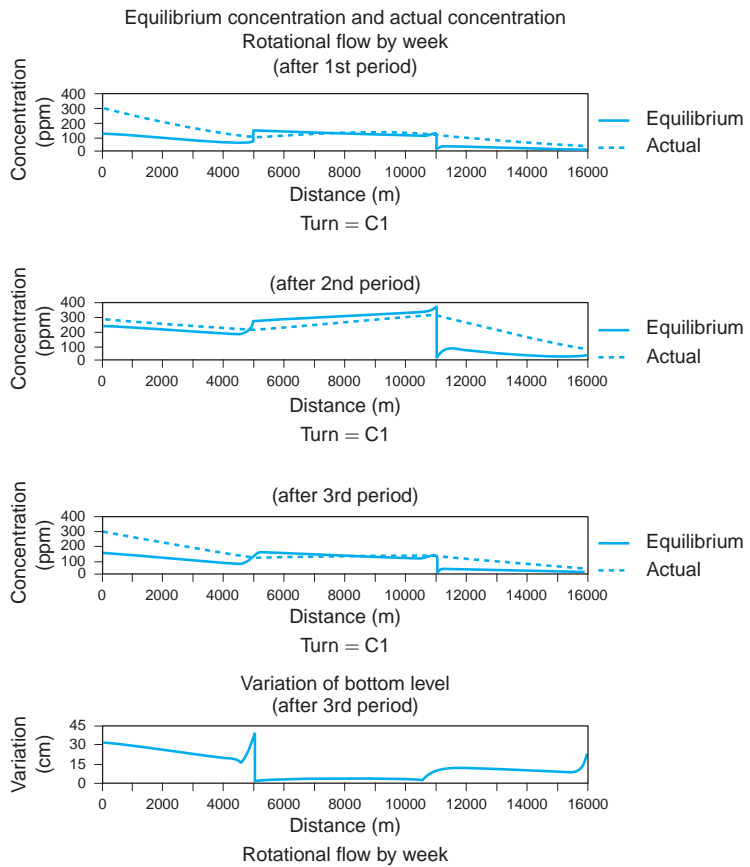 Equilibrium concentration and actual concentration
Rotational flow by week
(after 1st period)
Concentration
(ppm)
400
300
200
100
0
0 2000 4000 6000 8000 10000 12000 14000 16000
Distance (m)
Turn = C1
Equilibrium
Actual
(after 2nd period)
Concentration
(ppm)
400
300
200
100
0
0 2000 4000 6000 8000 10000 12000 14000 16000
Distance (m)
Turn = C1
Equilibrium
Actual
(after 3rd period)
Concentration
(ppm)
400
300
200
100
0
0 2000 4000 6000 8000 10000 12000 14000 16000
Distance (m)
Turn = C1
Equilibrium
Actual
Variation of bottom level
(after 3rd period)
Variation
(cm)
45
30
15
0
0 2000 4000 6000 8000 10000 12000 14000 16000
Distance (m)
Rotational flow by week